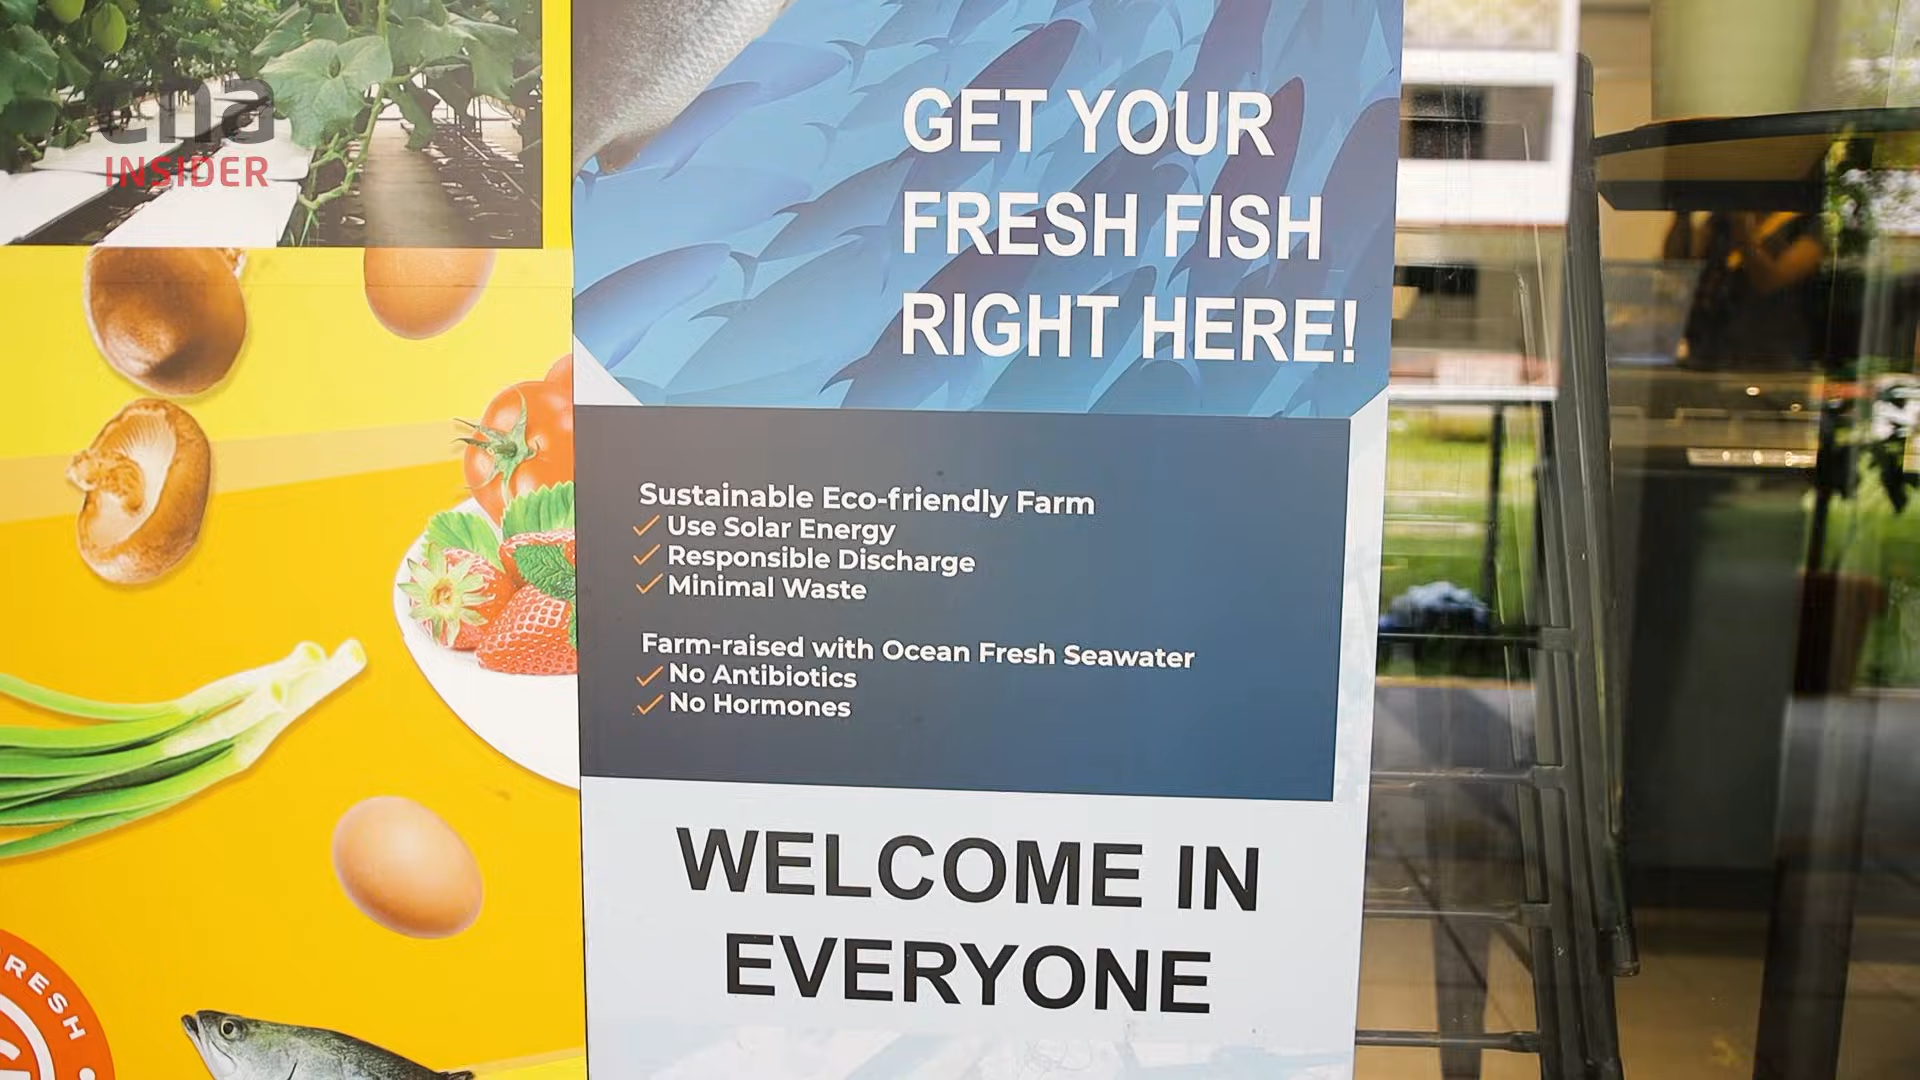 cna
INSIDER
GET YOUR
FRESH FISH
RIGHT HERE!
Sustainable Eco-friendly Farm
Use Solar Energy
Responsible Discharge
Minimal Waste
Farm-raised with Ocean Fresh Seawater
No Antibiotics
No Hormones
WELCOME IN
EVERYONE
RESH